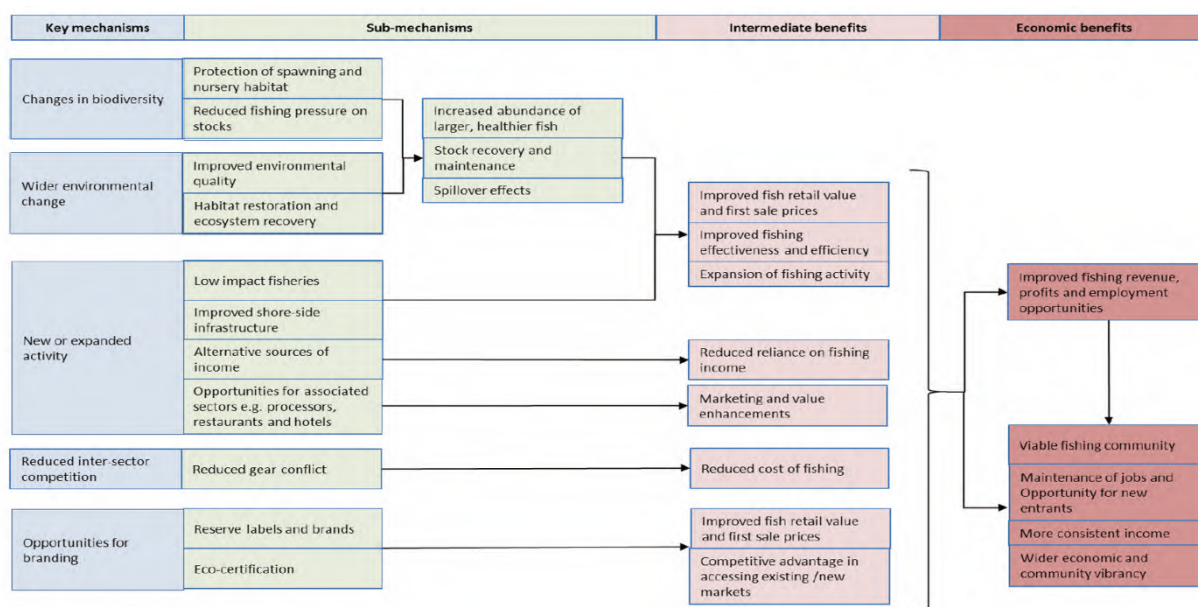 Key mechanisms
Sub-mechanisms
Intermediate benefits
Economic benefits
Changes in biodiversity
Protection of spawning and
nursery habitat
Reduced fishing pressure on
stocks
Increased abundance of
larger, healthier fish
Stock recovery and
maintenance
Spillover effects
Wider environmental
change
Improved environmental
quality
Habitat restoration and
ecosystem recovery
Improved fish retail value
and first sale prices
Improved fishing
effectiveness and efficiency
Expansion of fishing activity
New or expanded
activity
Low impact fisheries
Improved shore-side
infrastructure
Alternative sources of
income
Opportunities for associated
sectors e.g. processors,
restaurants and hotels
Reduced reliance on fishing
income
Marketing and value
enhancements
Improved fishing revenue,
profits and employment
opportunities
Reduced inter-sector
competition
Reduced gear conflict
Reduced cost of fishing
Viable fishing community
Maintenance of jobs and
Opportunity for new
entrants
More consistent income
Wider economic and
community vibrancy
Opportunities for
branding
Reserve labels and brands
Eco-certification
Improved fish retail value
and first sale prices
Competitive advantage in
accessing existing /new
markets